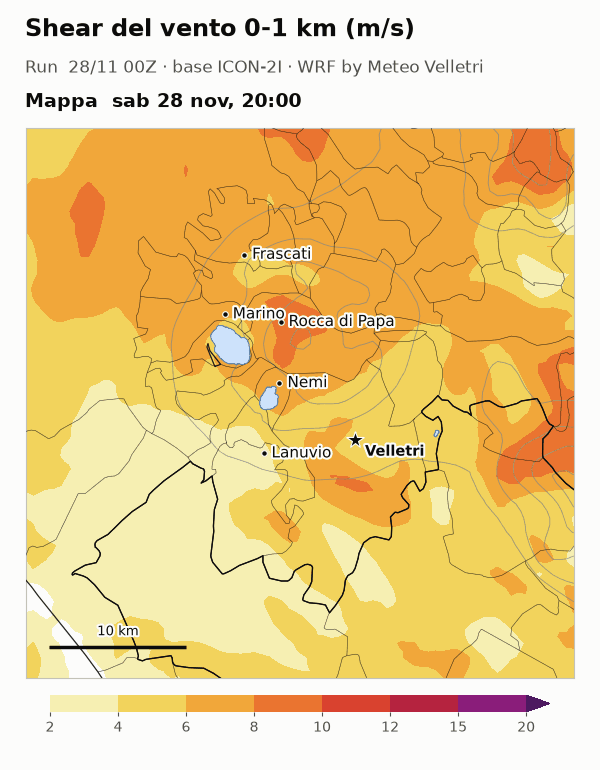 Shear del vento 0-1 km (m/s)
Run  28/11 00Z · base ICON-2I · WRF by Meteo Velletri
Mappa  sab 28 nov, 20:00
Frascati
Marino
Rocca di Papa
Nemi
Velletri
Lanuvio
10 km
2 4 6 8 10 12 15 20